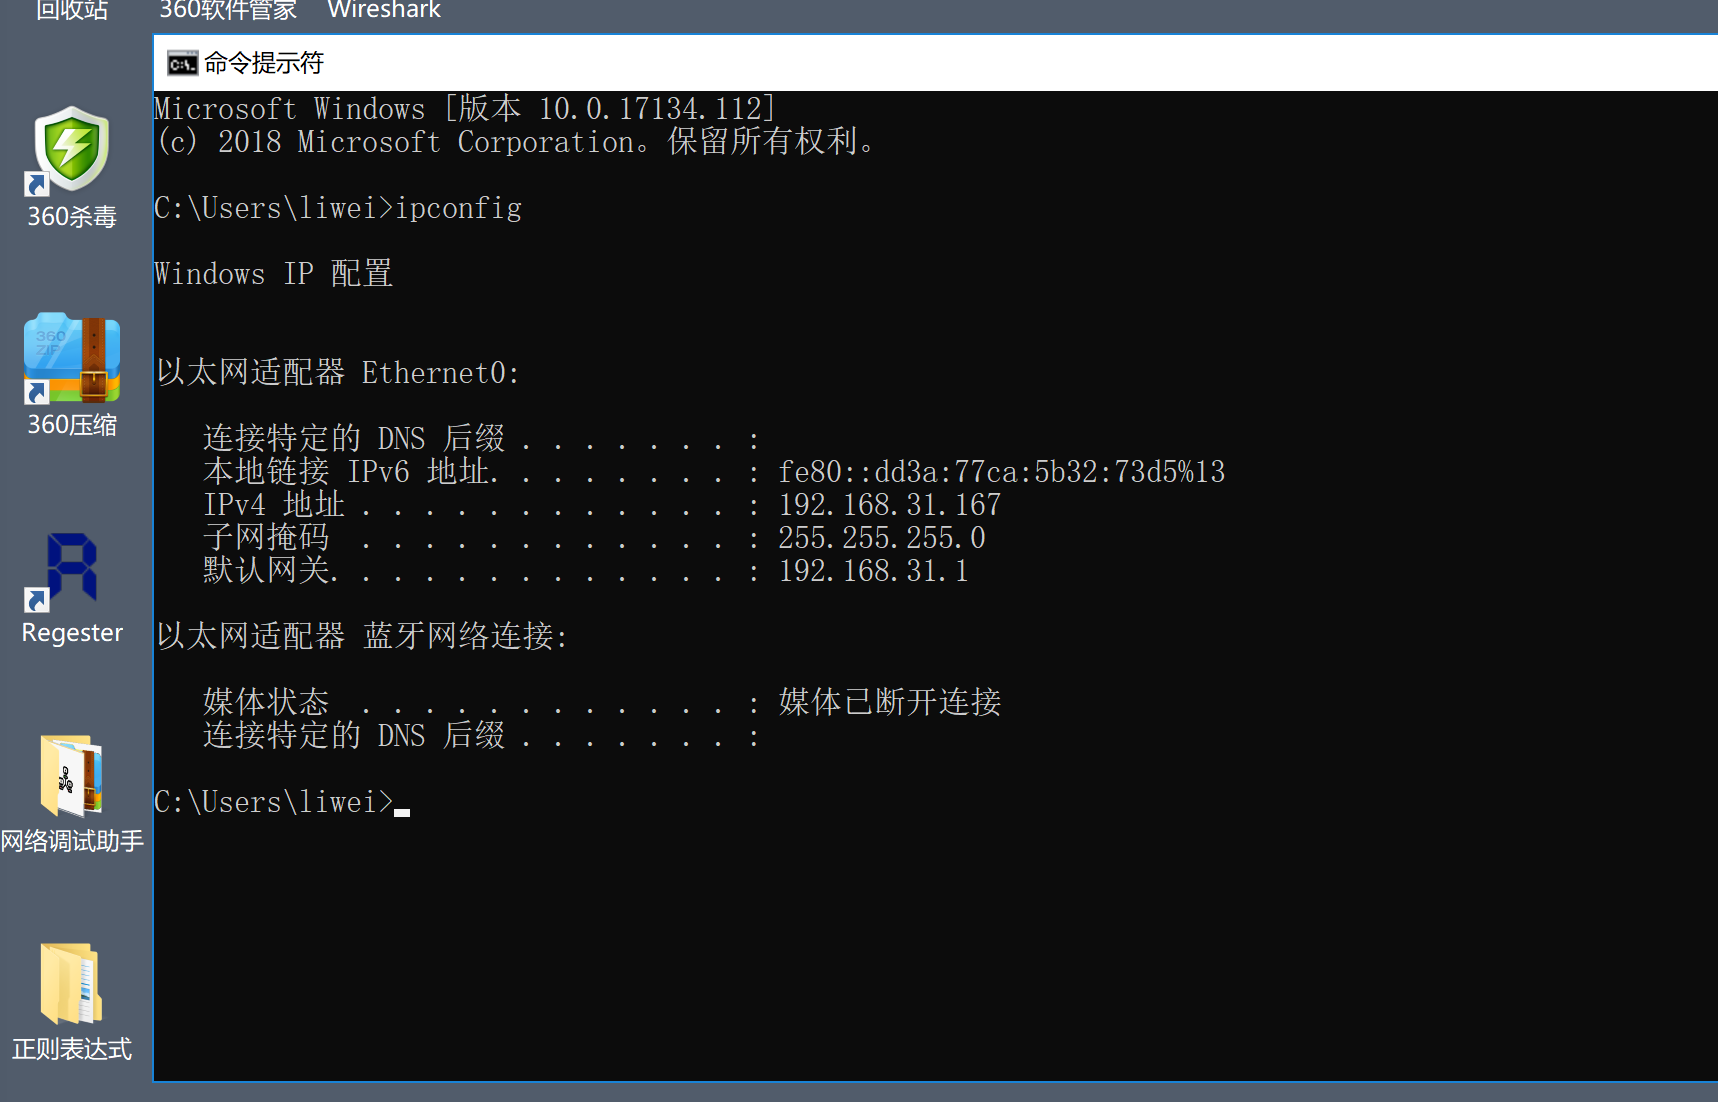 回收站
360软件管家
Wireshark
360杀毒
360 ZIP
360压缩
Regester
网络调试助手
正则表达式
C:\_ 命令提示符
Microsoft Windows [版本 10.0.17134.112]
(c) 2018 Microsoft Corporation。保留所有权利。
C:\Users\liwei>ipconfig
Windows IP 配置
以太网适配器 Ethernet0:
连接特定的 DNS 后缀 . . . . . . . :
本地链接 IPv6 地址. . . . . . . . : fe80::dd3a:77ca:5b32:73d5%13
IPv4 地址 . . . . . . . . . . . . : 192.168.31.167
子网掩码  . . . . . . . . . . . . : 255.255.255.0
默认网关. . . . . . . . . . . . . : 192.168.31.1
以太网适配器 蓝牙网络连接:
媒体状态  . . . . . . . . . . . . : 媒体已断开连接
连接特定的 DNS 后缀 . . . . . . . :
C:\Users\liwei>